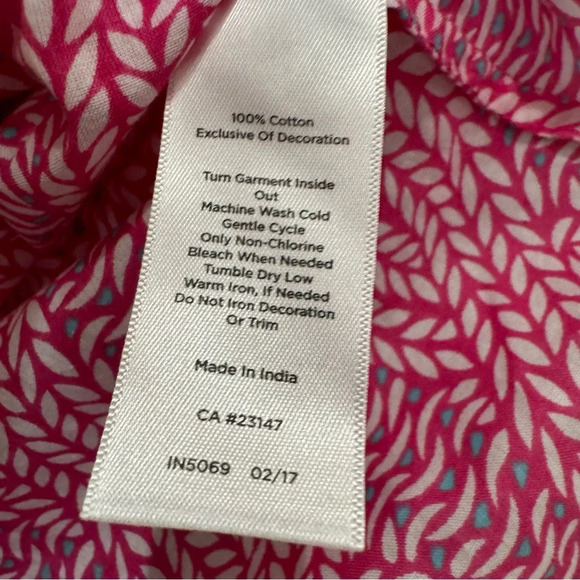 100% Cotton
Exclusive Of Decoration
Turn Garment Inside
Out
Machine Wash Cold
Gentle Cycle
Only Non-Chlorine
Bleach When Needed
Tumble Dry Low
Warm Iron, If Needed
Do Not Iron Decoration
Or Trim
Made In India
CA #23147
IN5069 02/17